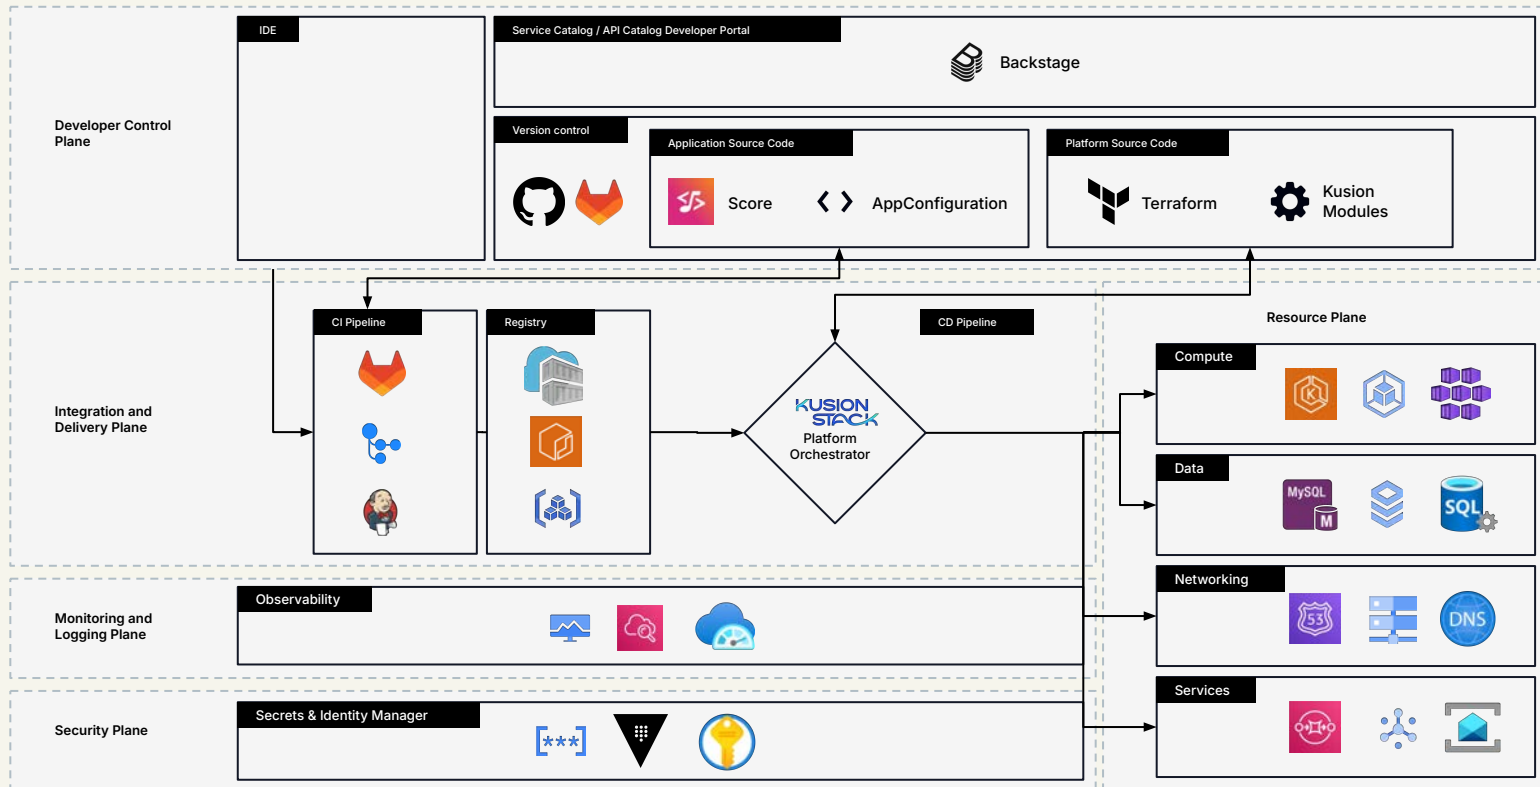 IDE
Service Catalog / API Catalog Developer Portal
Backstage
Developer Control
Plane
Version control
Application Source Code
Platform Source Code
Score
AppConfiguration
Terraform
Kusion
Modules
CI Pipeline
Registry
CD Pipeline
Resource Plane
Integration and
Delivery Plane
KUSION
STACK
Platform
Orchestrator
Compute
K
Data
MySQL
M
SQL
Monitoring and
Logging Plane
Observability
Networking
53
DNS
Security Plane
Secrets & Identity Manager
[***]
Services